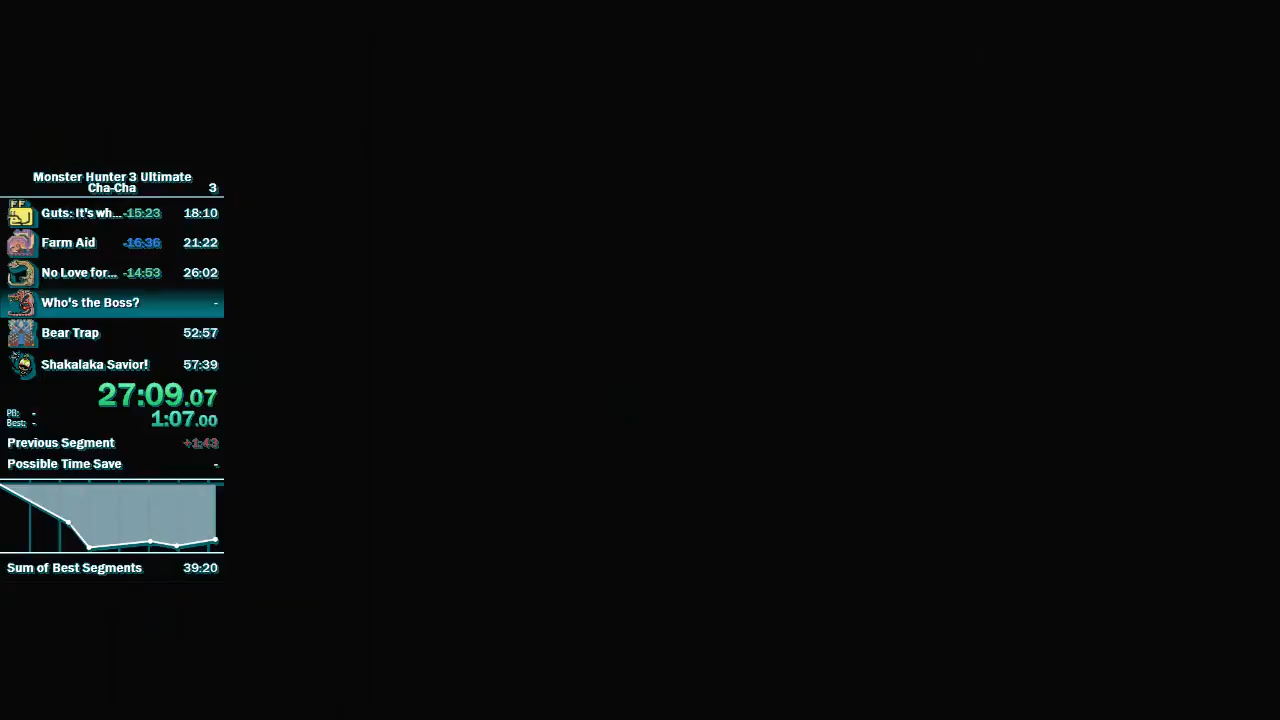 Monster Hunter 3 Ultimate
Cha-Cha 3
Guts: It's wh... -15:23 18:10
Farm Aid -16:36 21:22
No Love for... -14:53 26:02
Who's the Boss? -
Bear Trap 52:57
Shakalaka Savior! 57:39
27:09.07
PB: - 1:07.00
Best: -
Previous Segment +1:43
Possible Time Save -
Sum of Best Segments 39:20